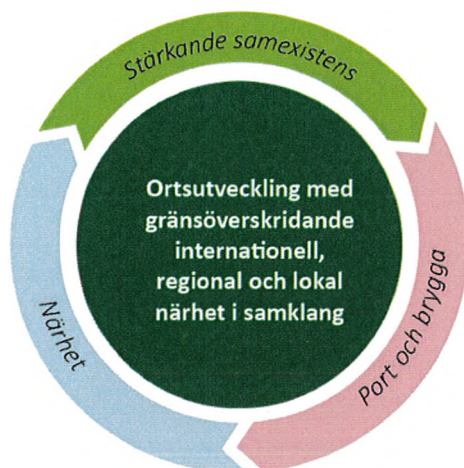 Stärkande samexistens
Ortsutveckling med
gränsöverskridande
internationell,
regional och lokal
närhet i samklang
Närhet
Port och brygga